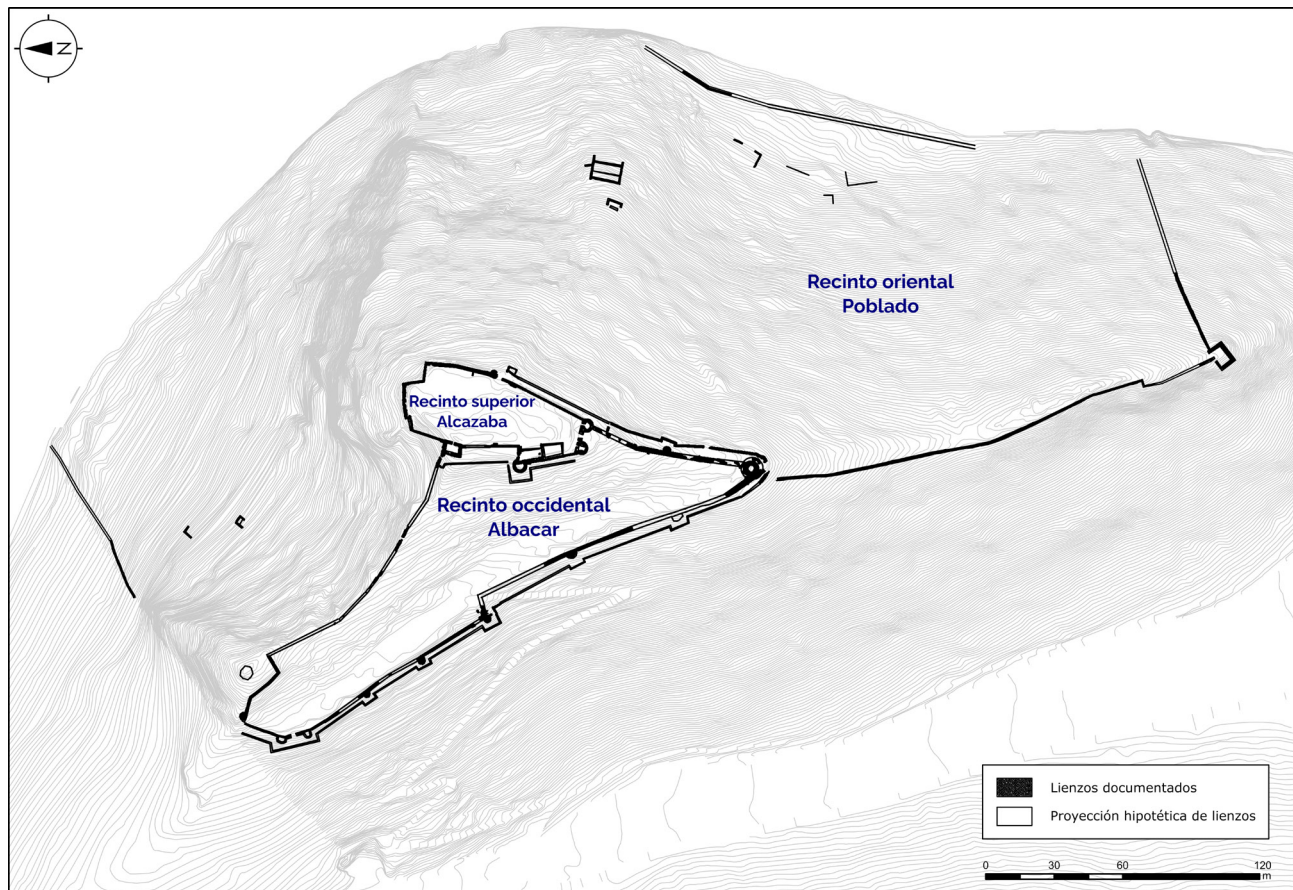 N
Recinto oriental
Poblado
Recinto superior
Alcazaba
Recinto occidental
Albacar
Lienzos documentados
Proyección hipotética de lienzos
0 30 60 120
m